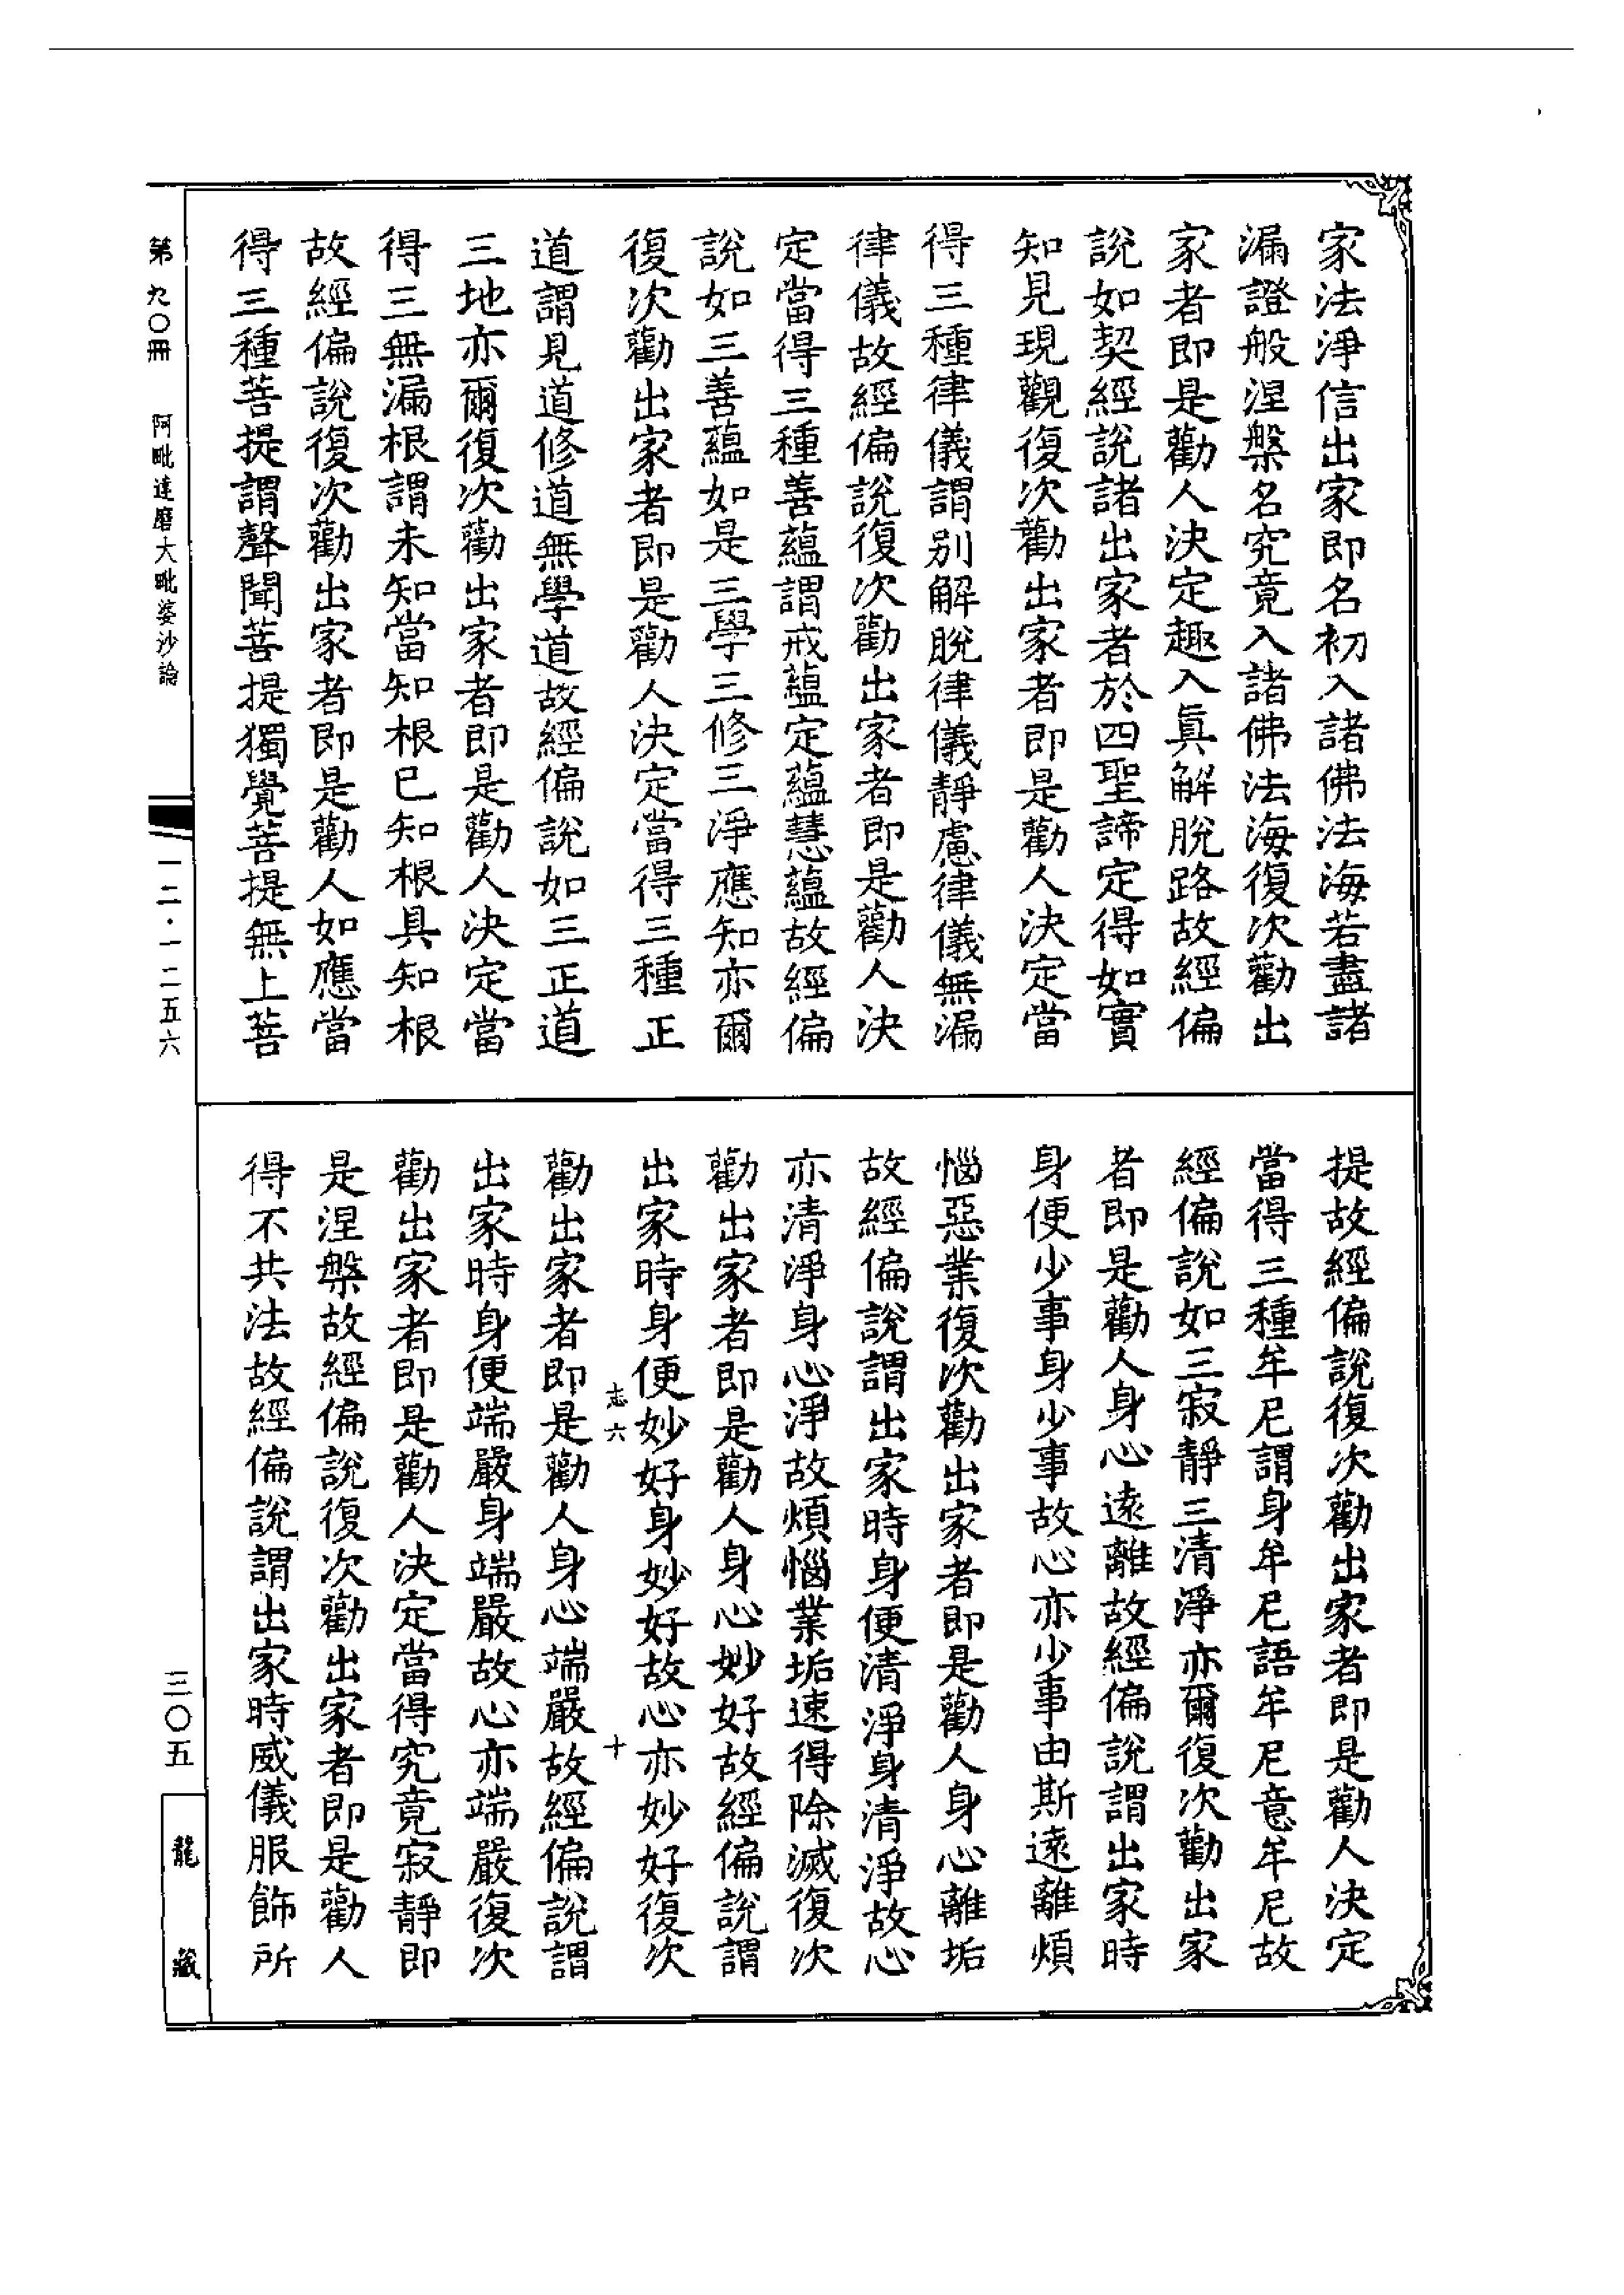 家法淨信出家即名初入諸佛法海若盡諸
漏證般涅槃名究竟入諸佛法海復次勸出
家者即是勸人決定趣入眞解脫路故經偏
說如契經說諸出家者於四聖諦定得如實
知見現觀復次勸出家者即是勸人決定當
得三種律儀謂別解脫律儀靜慮律儀無漏
律儀故經偏說復次勸出家者即是勸人決
定當得三種善蘊謂戒蘊定蘊慧蘊故經偏
說如三善蘊如是三學三修三淨應知亦爾
復次勸出家者即是勸人決定當得三種正
道謂見道修道無學道故經偏說如三正道
三地亦爾復次勸出家者即是勸人決定當
得三無漏根謂未知當知根已知根具知根
故經偏說復次勸出家者即是勸人如應當
得三種菩提謂聲聞菩提獨覺菩提無上菩
提故經偏說復次勸出家者即是勸人決定
當得三種牟尼謂身牟尼語牟尼意牟尼故
經偏說如三寂靜三清淨亦爾復次勸出家
者即是勸人身心遠離故經偏說謂出家時
身便少事身少事故心亦少事由斯遠離煩
惱惡業復次勸出家者即是勸人身心離垢
故經偏說謂出家時身便清淨身清淨故心
亦清淨身心淨故煩惱業垢速得除滅復次
勸出家者即是勸人身心妙好故經偏說謂
出家時身便妙好身妙好故心亦妙好復次
志六 十
勸出家者即是勸人身心端嚴故經偏說謂
出家時身便端嚴身端嚴故心亦端嚴復次
勸出家者即是勸人決定當得究竟寂靜即
是涅槃故經偏說復次勸出家者即是勸人
得不共法故經偏說謂出家時威儀服飾所
第九〇冊 阿毗達磨大毗婆沙論
一二·一二五六
三〇五
龍藏